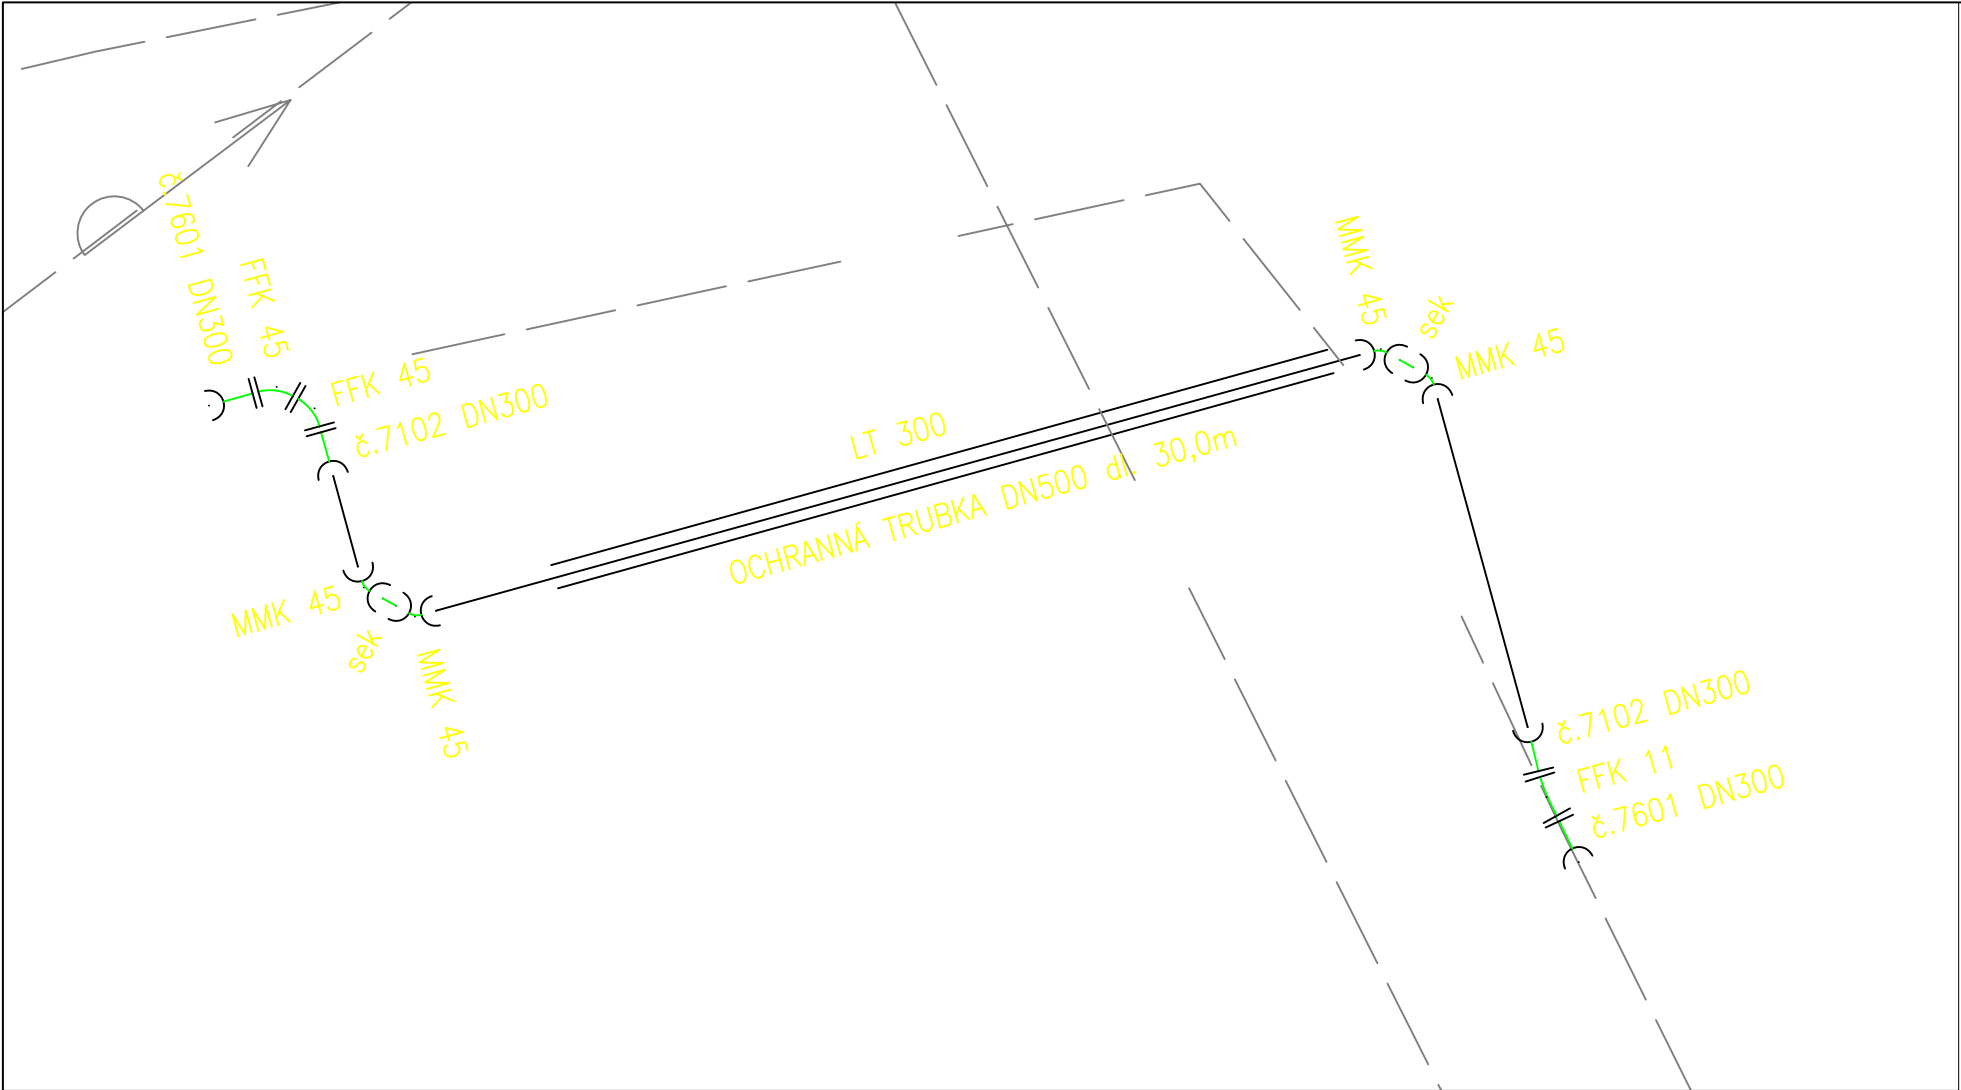 č.7601 DN300
FFK 45
FFK 45
č.7102 DN300
MMK 45
sek
MMK 45
LT 300
OCHRANNÁ TRUBKA DN500 dl. 30,0m
MMK 45
sek
MMK 45
č.7102 DN300
FFK 11
č.7601 DN300